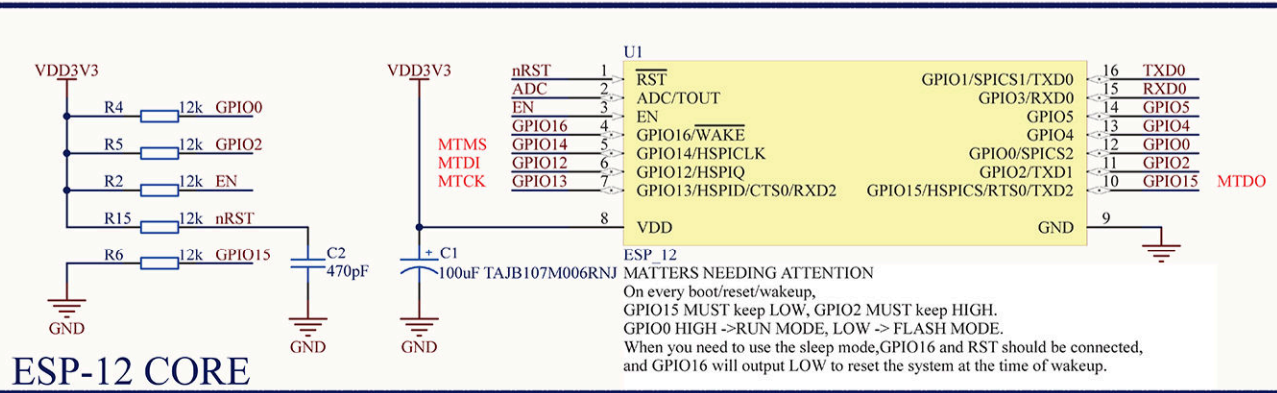 VDD3V3
R4 12k GPIO0
R5 12k GPIO2
R2 12k EN
R15 12k nRST
R6 12k GPIO15
GND
C2
470pF
GND
VDD3V3
C1
+
100uF TAJB107M006RNJ
GND
U1
nRST 1 RST
ADC 2 ADC/TOUT
EN 3 EN
GPIO16 4 GPIO16/WAKE
MTMS GPIO14 5 GPIO14/HSPICLK
MTDI GPIO12 6 GPIO12/HSPIQ
MTCK GPIO13 7 GPIO13/HSPID/CTS0/RXD2
8 VDD
GPIO1/SPICS1/TXD0 16 TXD0
GPIO3/RXD0 15 RXD0
GPIO5 14 GPIO5
GPIO4 13 GPIO4
GPIO0/SPICS2 12 GPIO0
GPIO2/TXD1 11 GPIO2
GPIO15/HSPICS/RTS0/TXD2 10 GPIO15 MTDO
GND 9
ESP_12
MATTERS NEEDING ATTENTION
On every boot/reset/wakeup,
GPIO15 MUST keep LOW, GPIO2 MUST keep HIGH.
GPIO0 HIGH ->RUN MODE, LOW -> FLASH MODE.
When you need to use the sleep mode,GPIO16 and RST should be connected,
and GPIO16 will output LOW to reset the system at the time of wakeup.
ESP-12 CORE